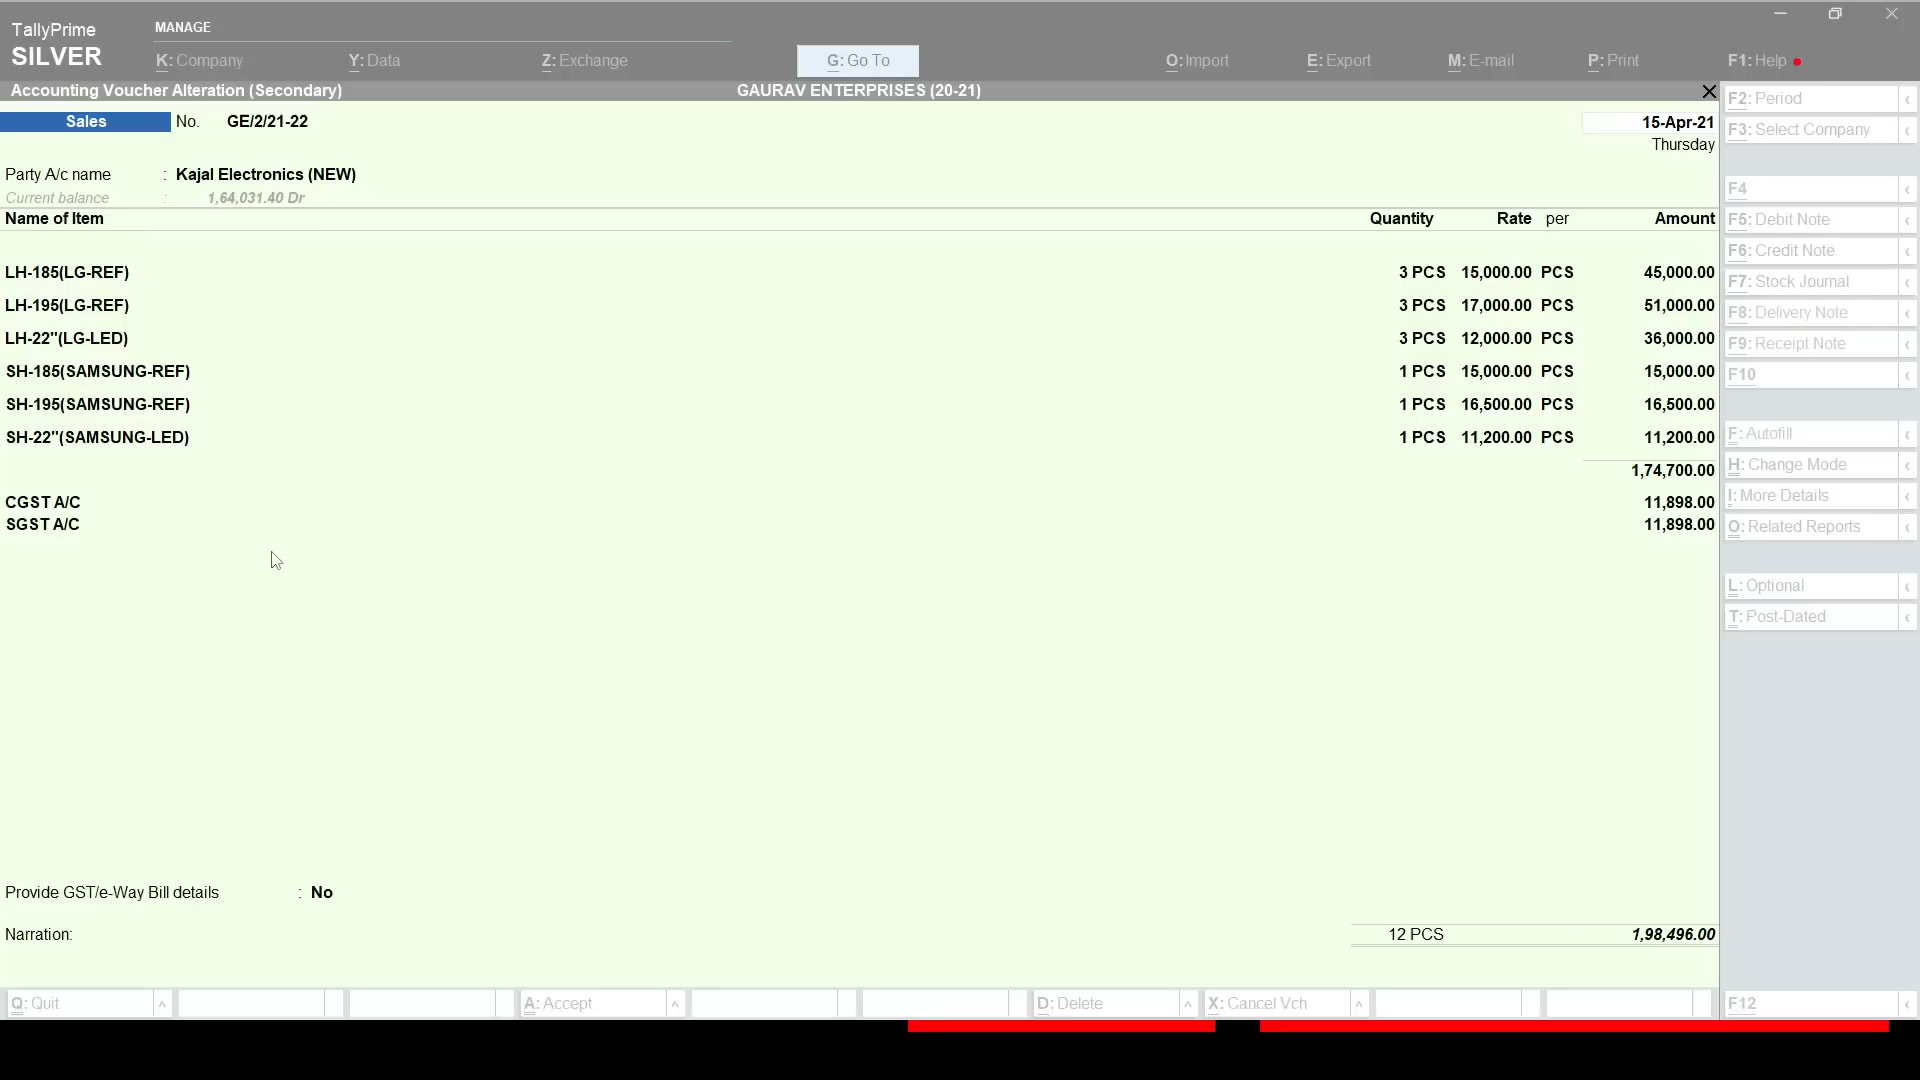 TallyPrime
SILVER
MANAGE
K: Company Y: Data Z: Exchange G: Go To O: Import E: Export M: E-mail P: Print F1: Help
Accounting Voucher Alteration (Secondary) GAURAV ENTERPRISES (20-21)
Sales No. GE/2/21-22 15-Apr-21
Thursday
Party A/c name : Kajal Electronics (NEW)
Current balance : 1,64,031.40 Dr
Name of Item Quantity Rate per Amount
LH-185(LG-REF) 3 PCS 15,000.00 PCS 45,000.00
LH-195(LG-REF) 3 PCS 17,000.00 PCS 51,000.00
LH-22"(LG-LED) 3 PCS 12,000.00 PCS 36,000.00
SH-185(SAMSUNG-REF) 1 PCS 15,000.00 PCS 15,000.00
SH-195(SAMSUNG-REF) 1 PCS 16,500.00 PCS 16,500.00
SH-22"(SAMSUNG-LED) 1 PCS 11,200.00 PCS 11,200.00
1,74,700.00
CGST A/C 11,898.00
SGST A/C 11,898.00
Provide GST/e-Way Bill details : No
Narration: 12 PCS 1,98,496.00
F2: Period
F3: Select Company
F4
F5: Debit Note
F6: Credit Note
F7: Stock Journal
F8: Delivery Note
F9: Receipt Note
F10
F: Autofill
H: Change Mode
I: More Details
O: Related Reports
L: Optional
T: Post-Dated
Q: Quit A: Accept D: Delete X: Cancel Vch F12